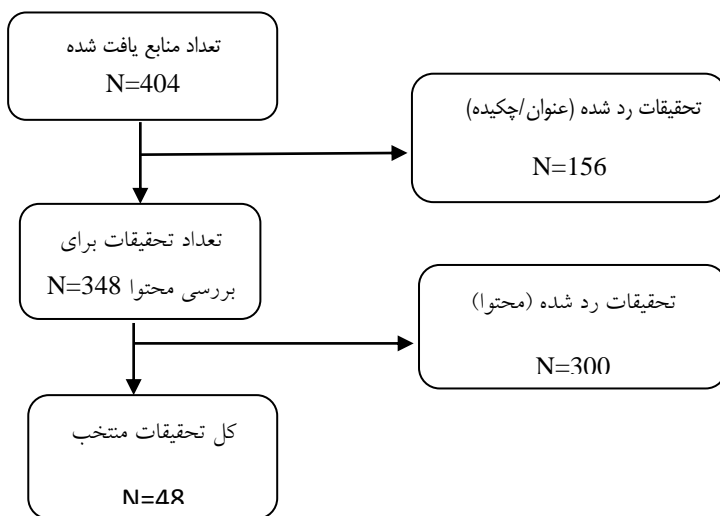 تعداد منابع یافت شده
N=404
تحقیقات رد شده (عنوان/چکیده)
N=156
تعداد تحقیقات برای
بررسی محتوا N=348
تحقیقات رد شده (محتوا)
N=300
کل تحقیقات منتخب
N=48